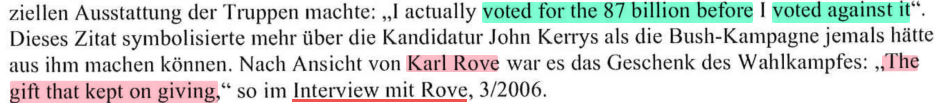 ziellen Ausstattung der Truppen machte: „I actually voted for the 87 billion before I voted against it“.
Dieses Zitat symbolisierte mehr über die Kandidatur John Kerrys als die Bush-Kampagne jemals hätte
aus ihm machen können. Nach Ansicht von Karl Rove war es das Geschenk des Wahlkampfes: „The
gift that kept on giving,“ so im Interview mit Rove, 3/2006.